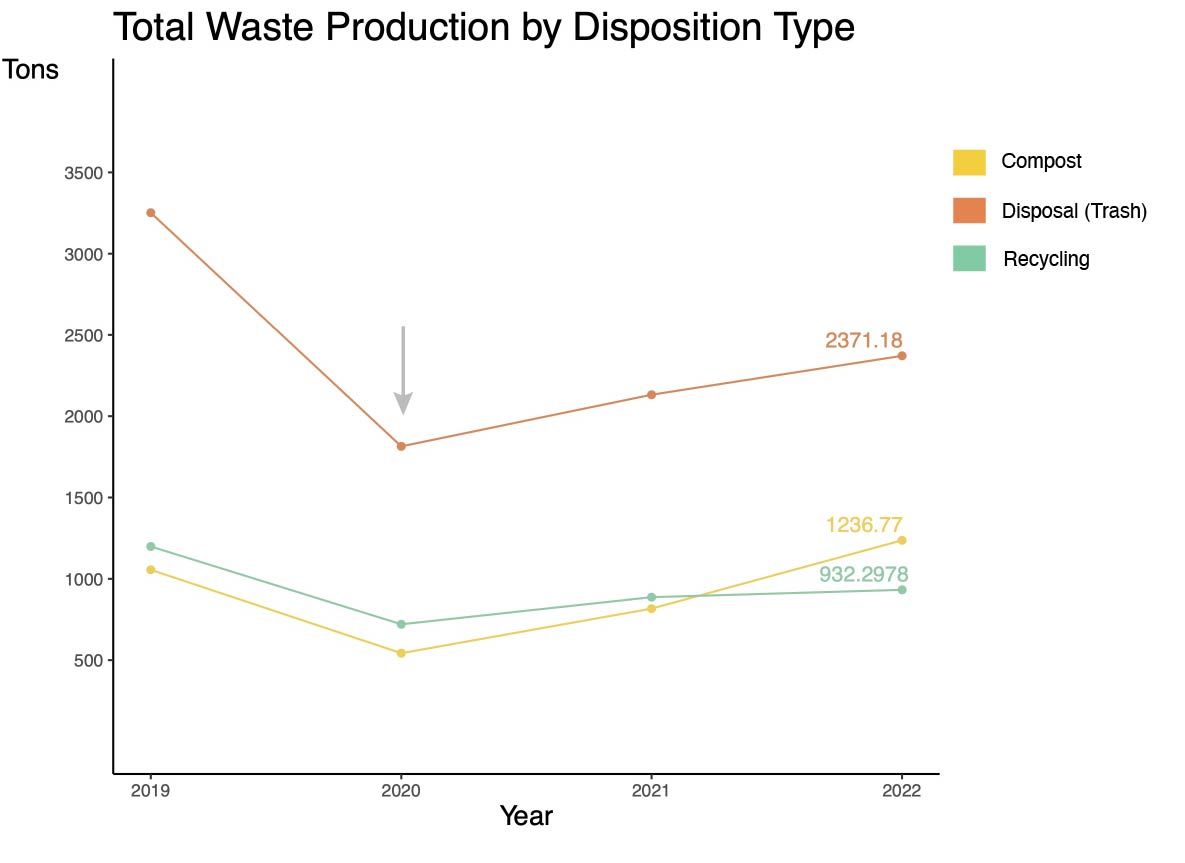 Total Waste Production by Disposition Type
Tons
3500
3000
2500
2000
1500
1000
500
2371.18
1236.77
932.2978
Compost
Disposal (Trash)
Recycling
2019
2020
2021
2022
Year